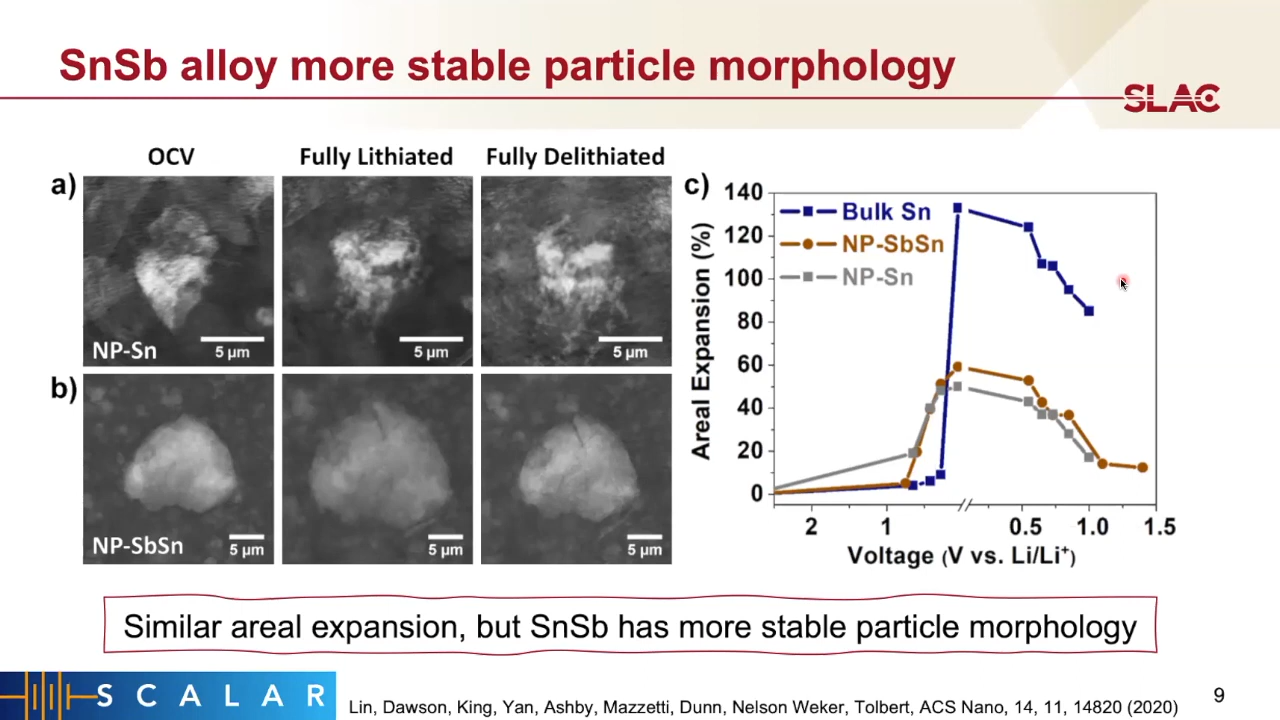 SnSb alloy more stable particle morphology
SLAC
OCV
Fully Lithiated
Fully Delithiated
a)
NP-Sn
5 µm
5 µm
5 µm
b)
NP-SbSn
5 µm
5 µm
5 µm
c)
Areal Expansion (%)
140
120
100
80
60
40
20
0
Bulk Sn
NP-SbSn
NP-Sn
2
1
0.5
1.0
1.5
Voltage (V vs. Li/Li⁺)
Similar areal expansion, but SnSb has more stable particle morphology
SCALAR
Lin, Dawson, King, Yan, Ashby, Mazzetti, Dunn, Nelson Weker, Tolbert, ACS Nano, 14, 11, 14820 (2020)
9